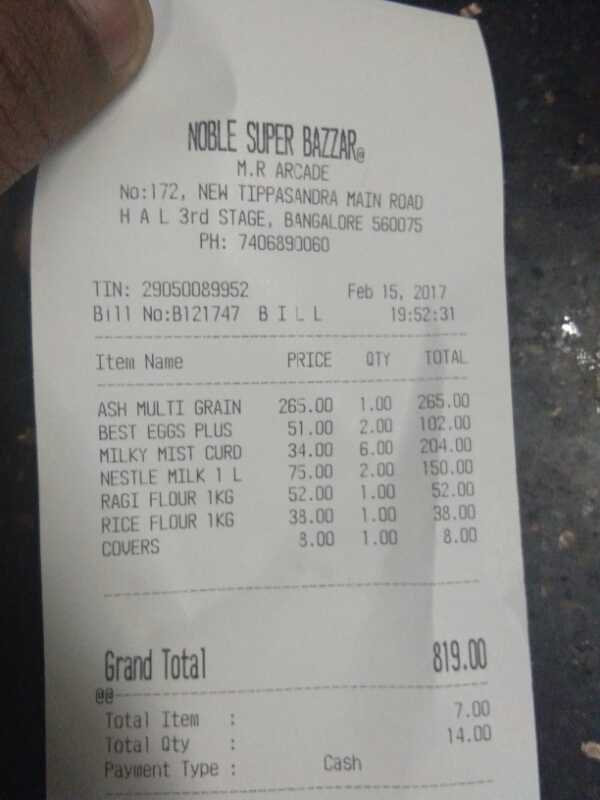 NOBLE SUPER BAZZAR@
M.R ARCADE
No:172, NEW TIPPASANDRA MAIN ROAD
H A L 3rd STAGE, BANGALORE 560075
PH: 7406890060
TIN: 29050089952 Feb 15, 2017
Bill No:B121747 B I L L 19:52:31
Item Name PRICE QTY TOTAL
ASH MULTI GRAIN 265.00 1.00 265.00
BEST EGGS PLUS 51.00 2.00 102.00
MILKY MIST CURD 34.00 6.00 204.00
NESTLE MILK 1 L 75.00 2.00 150.00
RAGI FLOUR 1KG 52.00 1.00 52.00
RICE FLOUR 1KG 38.00 1.00 38.00
COVERS 8.00 1.00 8.00
Grand Total 819.00
@@
Total Item : 7.00
Total Qty : 14.00
Payment Type : Cash